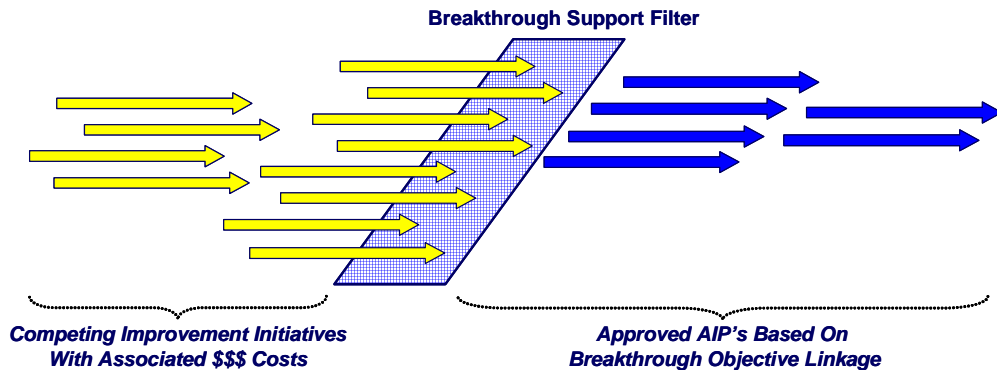 Breakthrough Support Filter
Competing Improvement Initiatives
With Associated $$$ Costs
Approved AIP's Based On
Breakthrough Objective Linkage